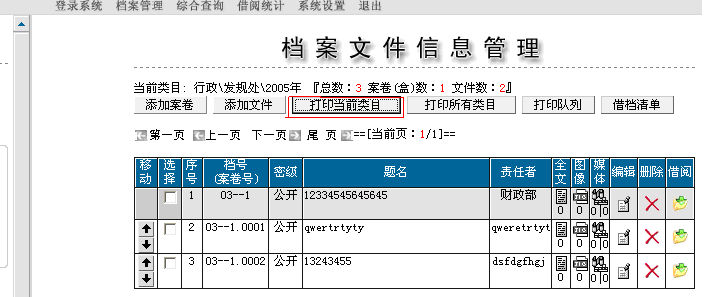 登录系统 档案管理 综合查询 借阅统计 系统设置 退出
档案文件信息管理
当前类目: 行政\发规处\2005年 『总数：3 案卷(盒)数：1 文件数：2』
添加案卷 添加文件 打印当前类目 打印所有类目 打印队列 借档清单
第一页 上一页 下一页 尾 页 ==[当前页：1/1]==
移动 选择 序号 档号(案卷号) 密级 题名 责任者 全文 图像 媒体 编辑 删除 借阅
1 03--1 公开 12334545645645 财政部 0 0 0|0
2 03--1.0001 公开 qwertrtyty qweretrtyt 0 0 0|0
3 03--1.0002 公开 13243455 dsfdgfhgj 0 0 0|0